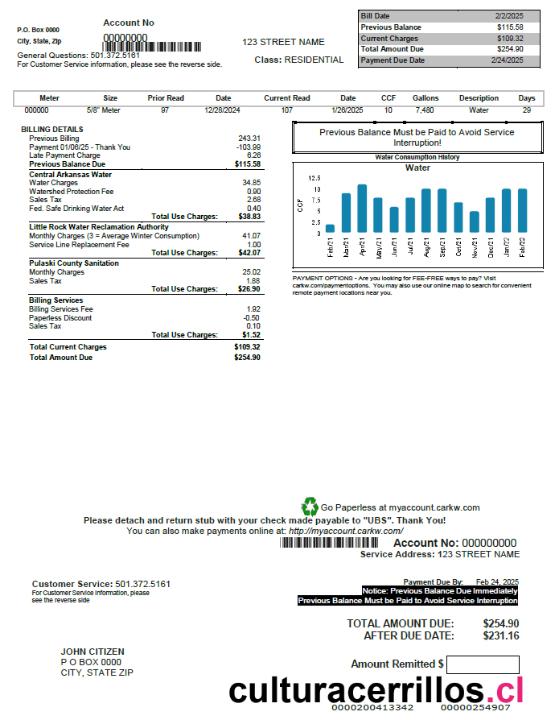 Account No
P.O. Box 0000
City, State, Zip
00000000
General Questions: 501.372.5161
For Customer Service information, please see the reverse side.
123 STREET NAME
Class: RESIDENTIAL
Bill Date 2/2/2025
Previous Balance $115.58
Current Charges $109.32
Total Amount Due $254.90
Payment Due Date 2/24/2025
Meter Size Prior Read Date Current Read Date CCF Gallons Description Days
000000 5/8" Meter 97 12/28/2024 107 1/28/2025 10 7,480 Water 29
BILLING DETAILS
Previous Billing 243.31
Payment 01/08/25 - Thank You -103.99
Late Payment Charge 6.26
Previous Balance Due $115.58
Central Arkansas Water
Water Charges 34.85
Watershed Protection Fee 0.90
Sales Tax 2.68
Fed. Safe Drinking Water Act 0.40
Total Use Charges: $38.83
Little Rock Water Reclamation Authority
Monthly Charges (3 = Average Winter Consumption) 41.07
Service Line Replacement Fee 1.00
Total Use Charges: $42.07
Pulaski County Sanitation
Monthly Charges 25.02
Sales Tax 1.88
Total Use Charges: $26.90
Billing Services
Billing Services Fee 1.92
Paperless Discount -0.50
Sales Tax 0.10
Total Use Charges: $1.52
Total Current Charges $109.32
Total Amount Due $254.90
Previous Balance Must be Paid to Avoid Service
Interruption!
Water Consumption History
Water
CCF
12.5
10
7.5
5
2.5
0
Feb/21 Mar/21 Apr/21 May/21 Jun/21 Jul/21 Aug/21 Sep/21 Oct/21 Nov/21 Dec/21 Jan/22 Feb/22
PAYMENT OPTIONS - Are you looking for FEE-FREE ways to pay? Visit
carkw.com/paymentoptions. You may also use our online map to search for convenient
remote payment locations near you.
Go Paperless at myaccount.carkw.com
Please detach and return stub with your check made payable to "UBS". Thank You!
You can also make payments online at: http://myaccount.carkw.com/
Account No: 000000000
Service Address: 123 STREET NAME
Customer Service: 501.372.5161
For Customer Service information, please
see the reverse side
Payment Due By: Feb 24, 2025
Notice: Previous Balance Due Immediately
Previous Balance Must be Paid to Avoid Service Interruption
TOTAL AMOUNT DUE: $254.90
AFTER DUE DATE: $231.16
JOHN CITIZEN
P O BOX 0000
CITY, STATE ZIP
Amount Remitted $
culturacerrillos.cl
0000200413342 00000254907